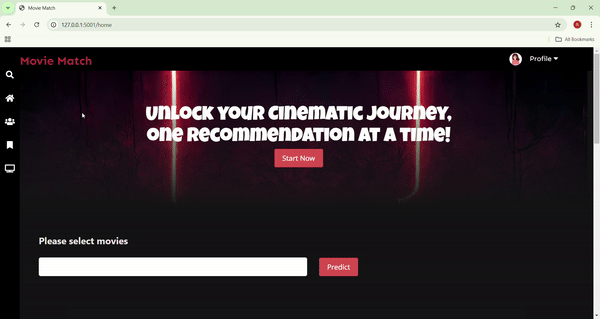 Movie Match
127.0.0.1:5001/home
All Bookmarks
Movie Match
Profile
Unlock Your Cinematic Journey,
One Recommendation at a Time!
Start Now
Please select movies
Predict